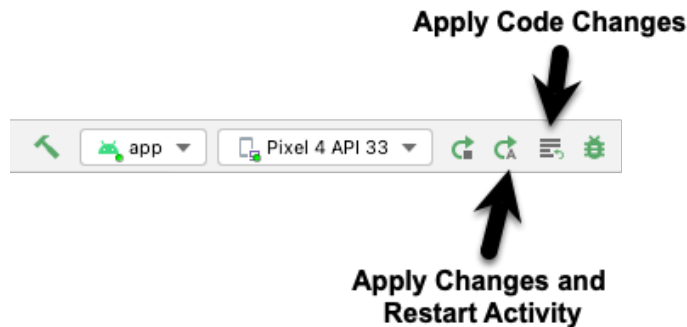 Apply Code Changes
app
Pixel 4 API 33
A
Apply Changes and
Restart Activity